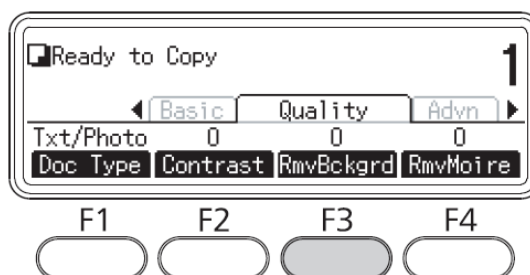 Ready to Copy 1
Basic Quality Advn
Txt/Photo 0 0 0
Doc Type Contrast RmvBckgrd RmvMoire
F1 F2 F3 F4